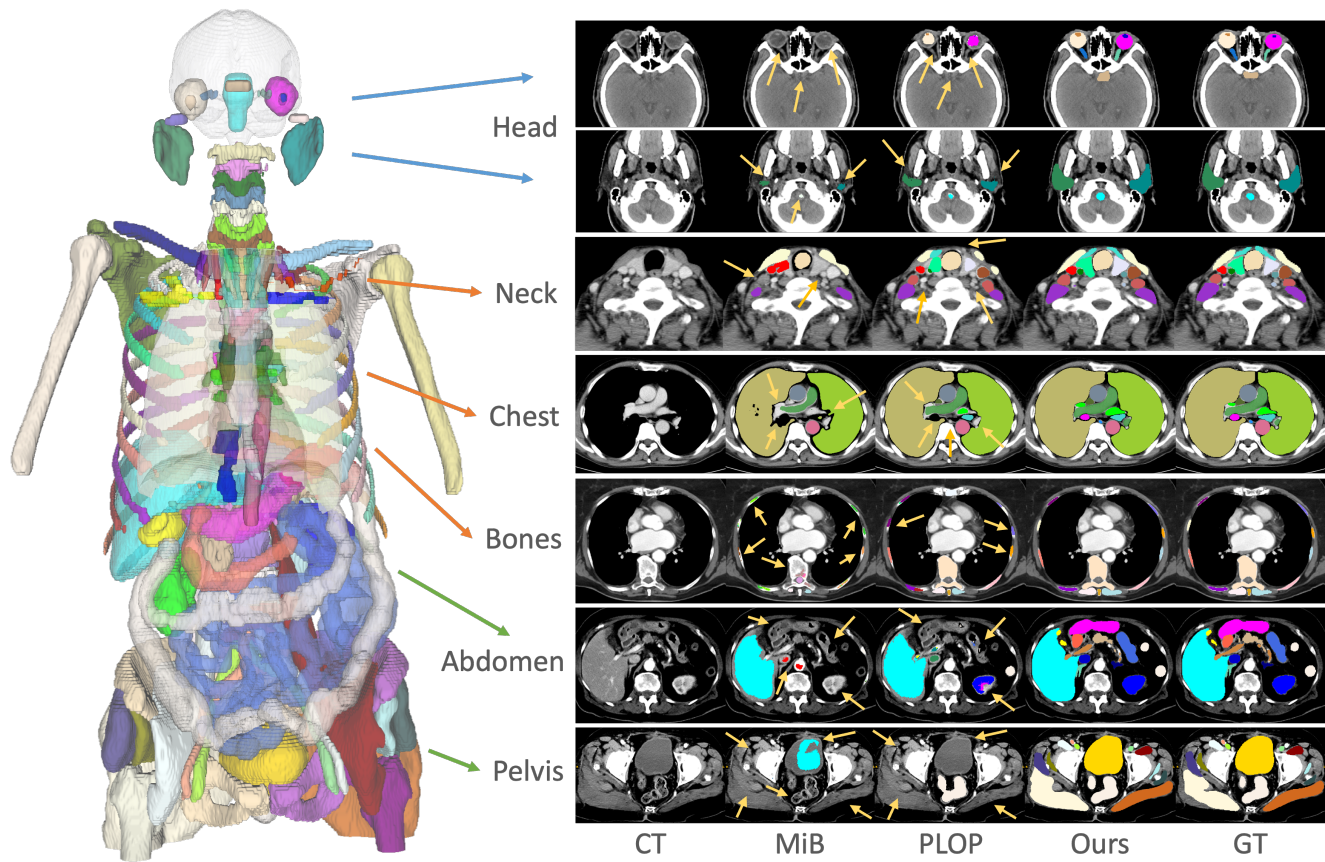 Head
Neck
Chest
Bones
Abdomen
Pelvis
CT MiB PLOP Ours GT